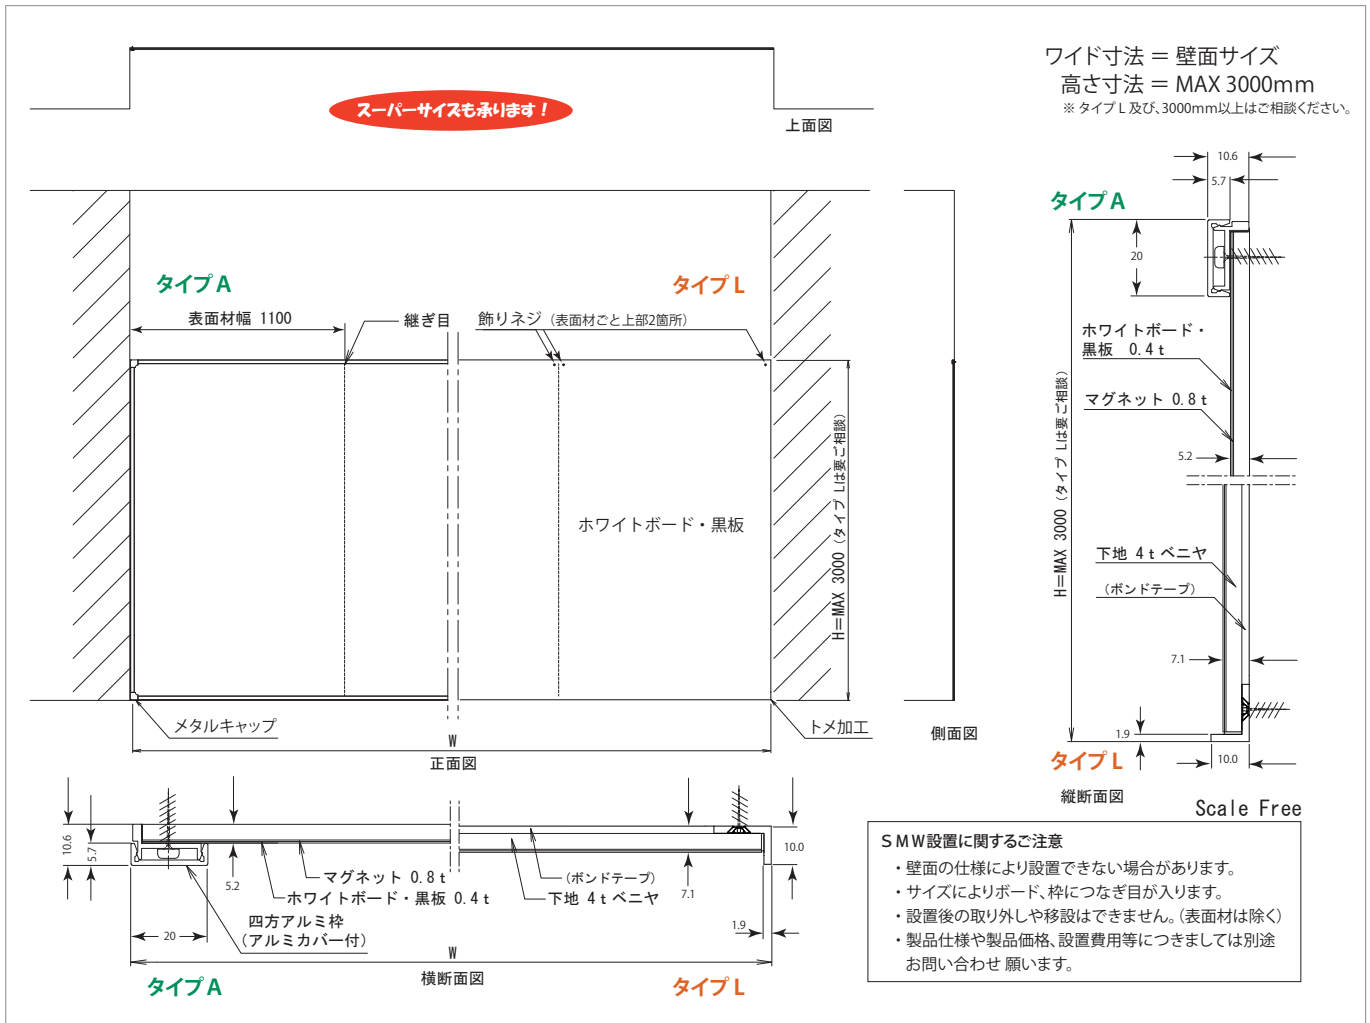 ワイド寸法 = 壁面サイズ
高さ寸法 = MAX 3000mm
※ タイプ L 及び、3000mm以上はご相談ください。
スーパーサイズも承ります!
上面図
タイプ A
タイプ L
表面材幅 1100
継ぎ目
飾りネジ (表面材ごと上部2箇所)
ホワイトボード・黒板
H=MAX 3000 (タイプ Lは要ご相談)
メタルキャップ
トメ加工
W
正面図
側面図
10.6
5.7
タイプ A
20
ホワイトボード・
黒板 0.4 t
マグネット 0.8 t
H=MAX 3000 (タイプ Lは要ご相談)
5.2
下地 4 t ベニヤ
(ボンドテープ)
7.1
1.9
タイプ L
10.0
縦断面図
Scale Free
10.6
5.7
5.2
マグネット 0.8 t
ホワイトボード・黒板 0.4 t
四方アルミ枠
(アルミカバー付)
20
(ボンドテープ)
下地 4 t ベニヤ
7.1
10.0
1.9
W
横断面図
タイプ A
タイプ L
SMW設置に関するご注意
・壁面の仕様により設置できない場合があります。
・サイズによりボード、枠につなぎ目が入ります。
・設置後の取り外しや移設はできません。(表面材は除く)
・製品仕様や製品価格、設置費用等につきましては別途
お問い合わせ 願います。